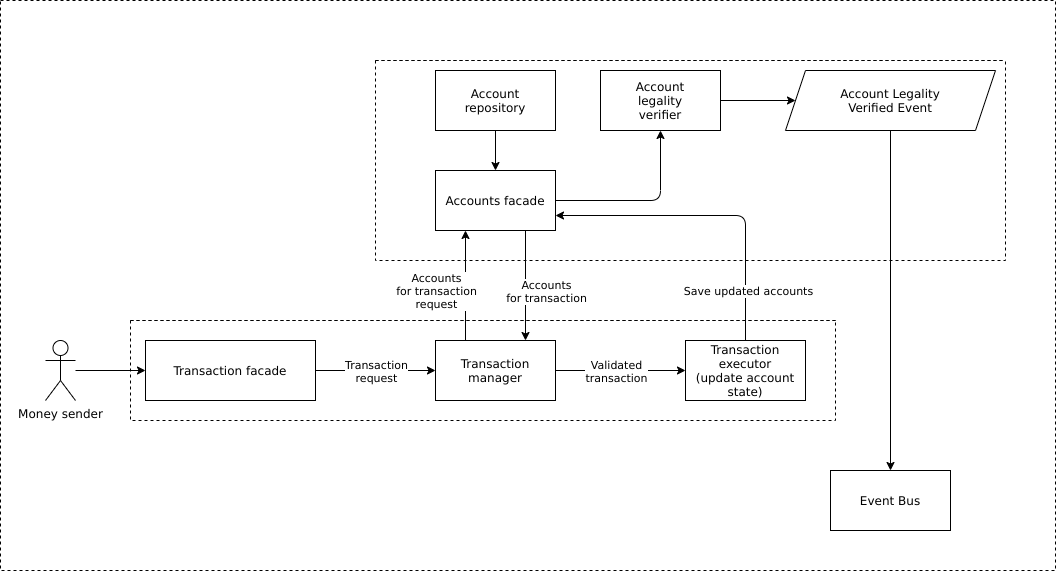 Account
repository
Account
legality
verifier
Account Legality
Verified Event
Accounts facade
Accounts
for transaction
request
Accounts
for transaction
Save updated accounts
Money sender
Transaction facade
Transaction
request
Transaction
manager
Validated
transaction
Transaction
executor
(update account
state)
Event Bus